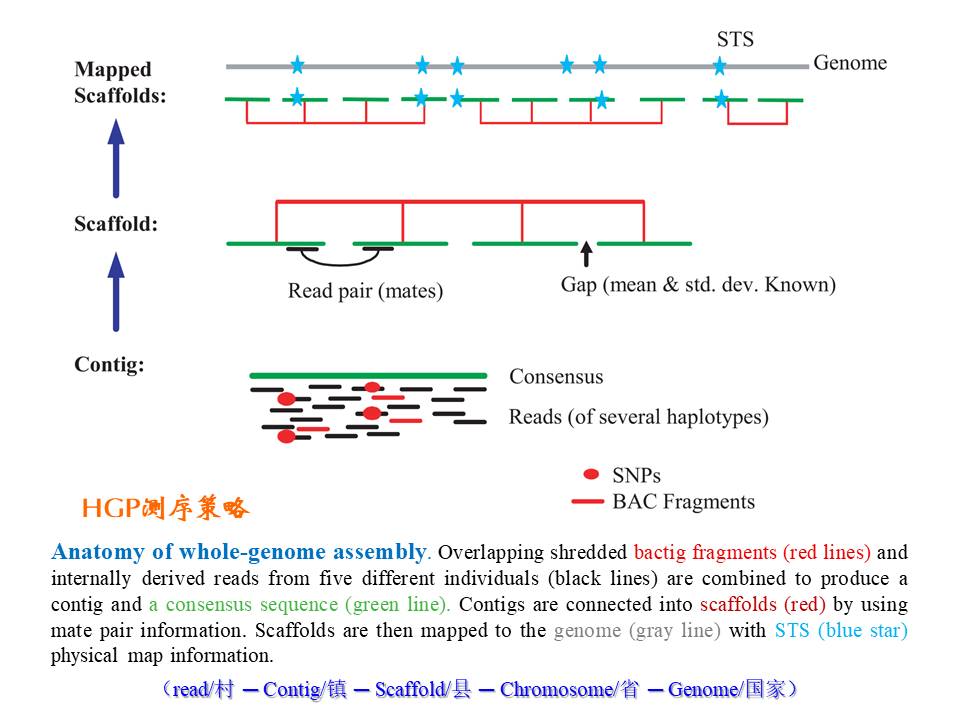 STS
Genome
Mapped
Scaffolds:
Scaffold:
Read pair (mates)
Gap (mean & std. dev. Known)
Contig:
Consensus
Reads (of several haplotypes)
SNPs
BAC Fragments
HGP测序策略
Anatomy of whole-genome assembly. Overlapping shredded bactig fragments (red lines) and
internally derived reads from five different individuals (black lines) are combined to produce a
contig and a consensus sequence (green line). Contigs are connected into scaffolds (red) by using
mate pair information. Scaffolds are then mapped to the genome (gray line) with STS (blue star)
physical map information.
（read/村 — Contig/镇 — Scaffold/县 — Chromosome/省 — Genome/国家）